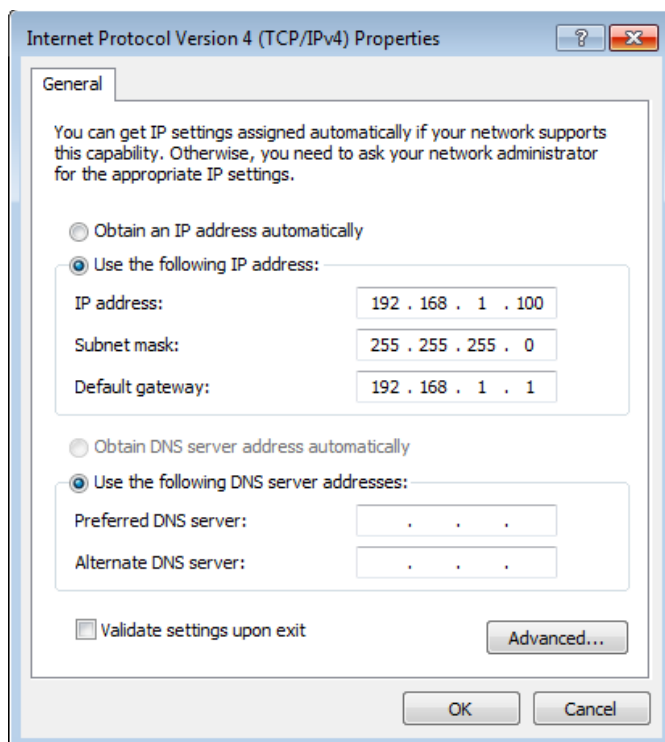 Internet Protocol Version 4 (TCP/IPv4) Properties
General
You can get IP settings assigned automatically if your network supports
this capability. Otherwise, you need to ask your network administrator
for the appropriate IP settings.
Obtain an IP address automatically
Use the following IP address:
IP address: 192 . 168 . 1 . 100
Subnet mask: 255 . 255 . 255 . 0
Default gateway: 192 . 168 . 1 . 1
Obtain DNS server address automatically
Use the following DNS server addresses:
Preferred DNS server: . . .
Alternate DNS server: . . .
Validate settings upon exit
Advanced...
OK Cancel